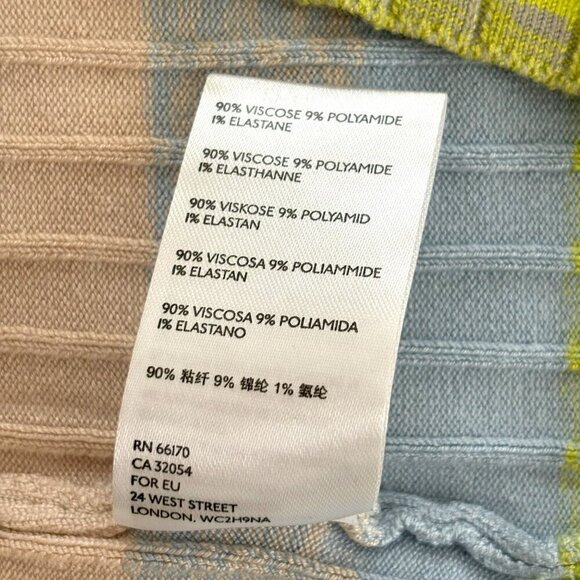 90% VISCOSE 9% POLYAMIDE
1% ELASTANE
90% VISCOSE 9% POLYAMIDE
1% ELASTHANNE
90% VISKOSE 9% POLYAMID
1% ELASTAN
90% VISCOSA 9% POLIAMMIDE
1% ELASTAN
90% VISCOSA 9% POLIAMIDA
1% ELASTANO
90% 粘纤 9% 锦纶 1% 氨纶
RN 66170
CA 32054
FOR EU
24 WEST STREET
LONDON, WC2H9NA